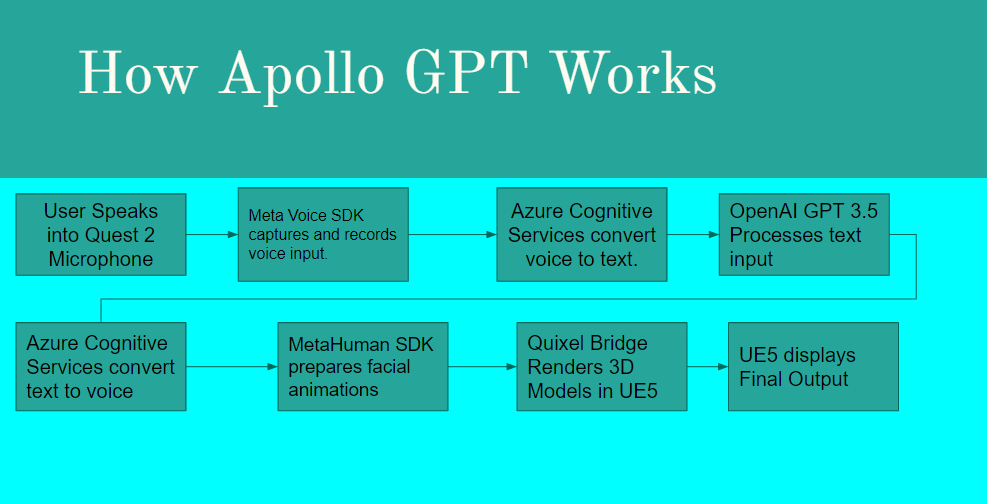 How Apollo GPT Works
User Speaks
into Quest 2
Microphone
Meta Voice SDK
captures and records
voice input.
Azure Cognitive
Services convert
voice to text.
OpenAI GPT 3.5
Processes text
input
Azure Cognitive
Services convert
text to voice
MetaHuman SDK
prepares facial
animations
Quixel Bridge
Renders 3D
Models in UE5
UE5 displays
Final Output